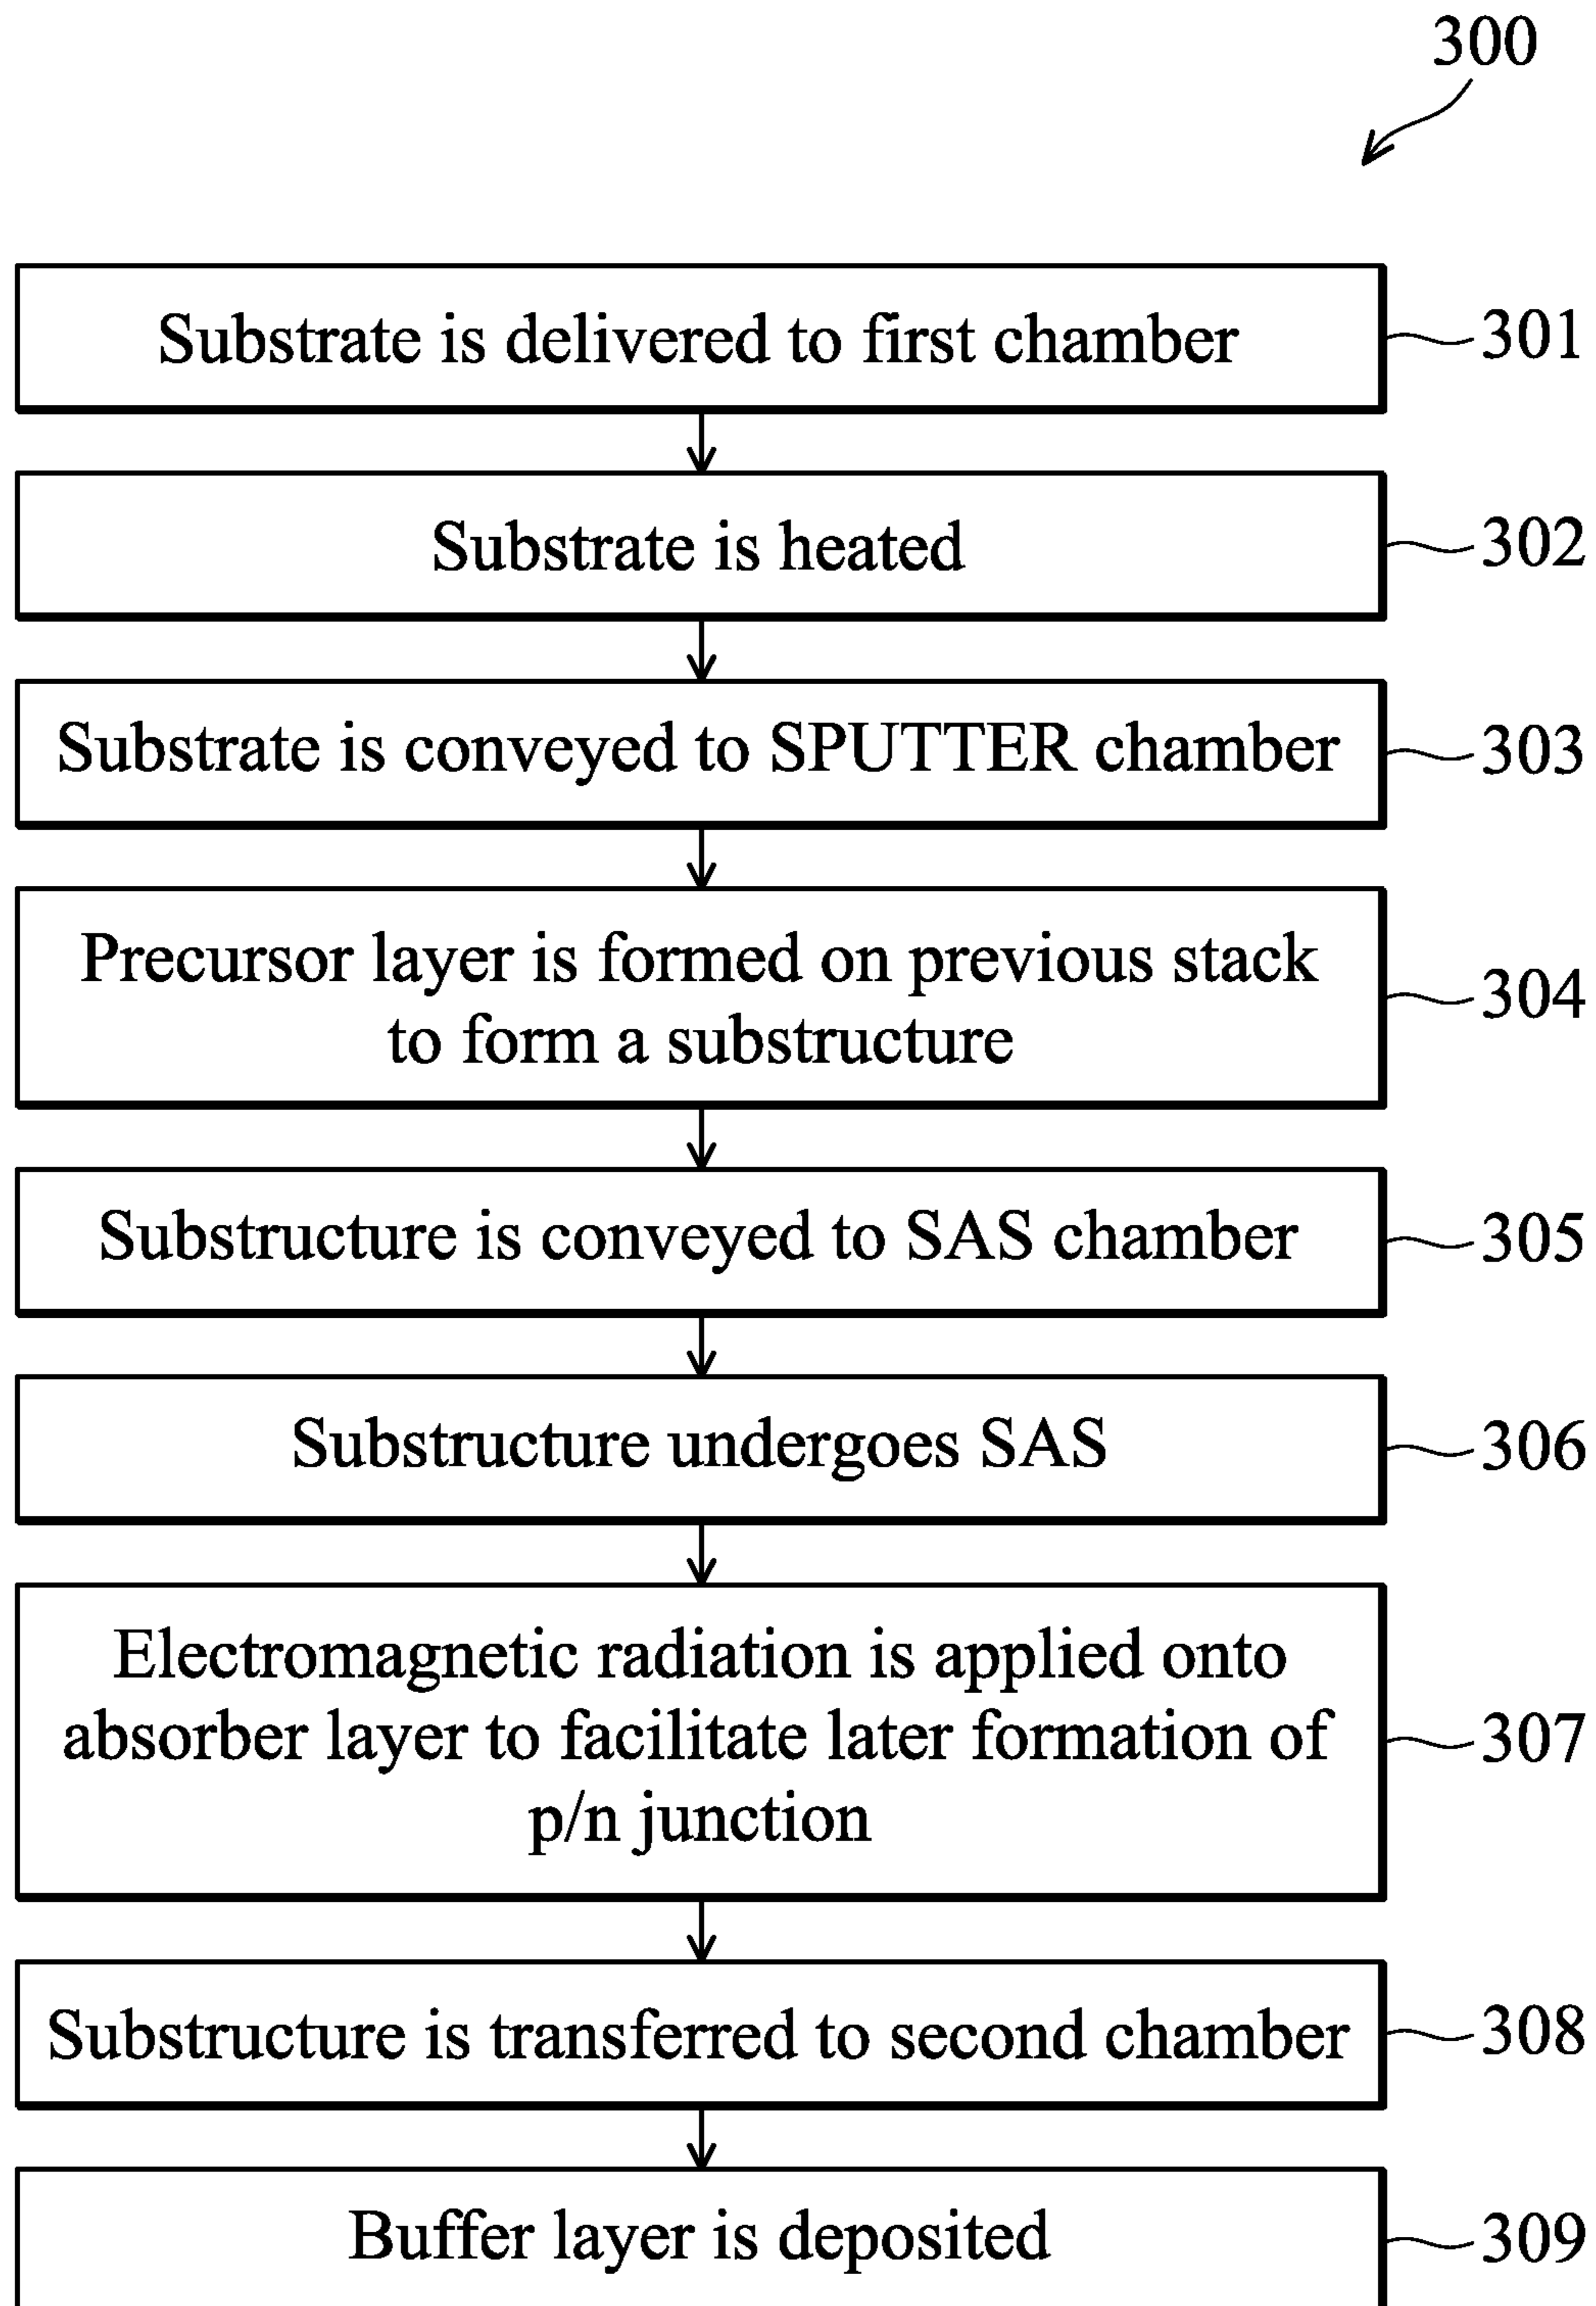 300
Substrate is delivered to first chamber
301
Substrate is heated
302
Substrate is conveyed to SPUTTER chamber
303
Precursor layer is formed on previous stack
to form a substructure
304
Substructure is conveyed to SAS chamber
305
Substructure undergoes SAS
306
Electromagnetic radiation is applied onto
absorber layer to facilitate later formation of
p/n junction
307
Substructure is transferred to second chamber
308
Buffer layer is deposited
309